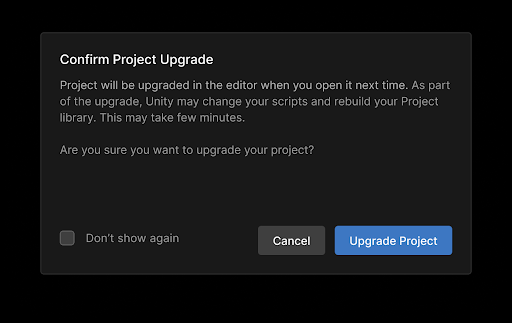 Confirm Project Upgrade
Project will be upgraded in the editor when you open it next time. As part
of the upgrade, Unity may change your scripts and rebuild your Project
library. This may take few minutes.
Are you sure you want to upgrade your project?
Don't show again
Cancel
Upgrade Project